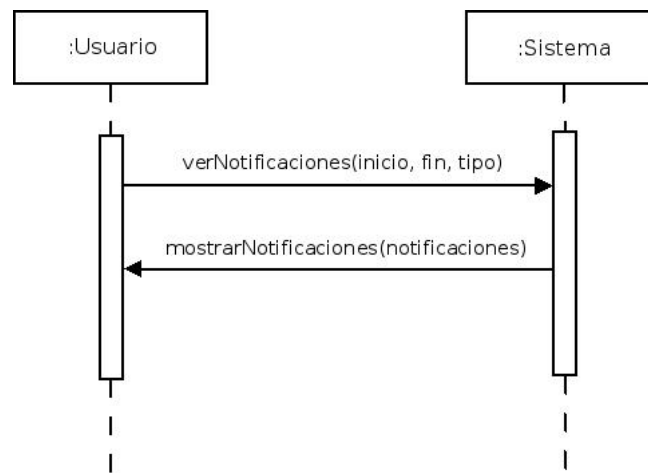 :Usuario
:Sistema
verNotificaciones(inicio, fin, tipo)
mostrarNotificaciones(notificaciones)